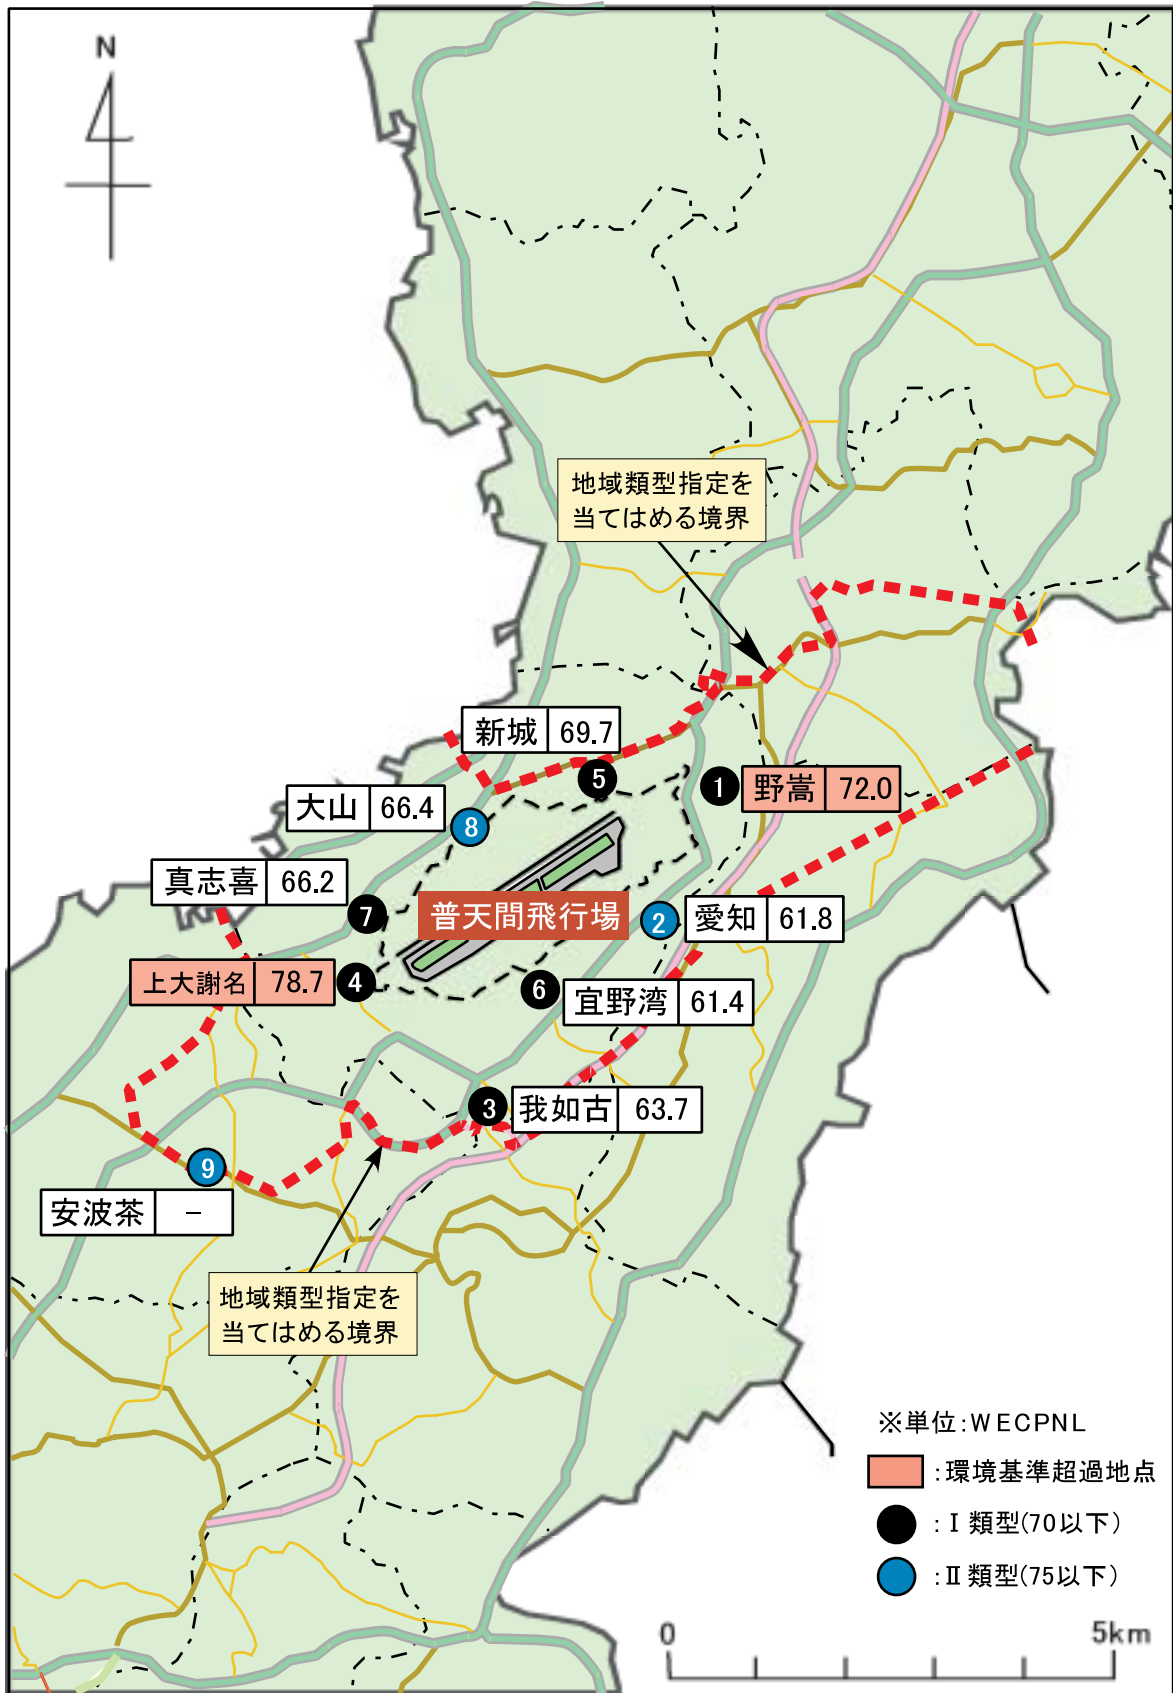 N
地域類型指定を
当てはめる境界
新城 69.7
5
1 野嵩 72.0
大山 66.4
8
真志喜 66.2
7
普天間飛行場
2 愛知 61.8
上大謝名 78.7
4
6
宜野湾 61.4
3 我如古 63.7
9
安波茶 －
地域類型指定を
当てはめる境界
※単位:WECPNL
:環境基準超過地点
:Ⅰ類型(70以下)
:Ⅱ類型(75以下)
0 5km